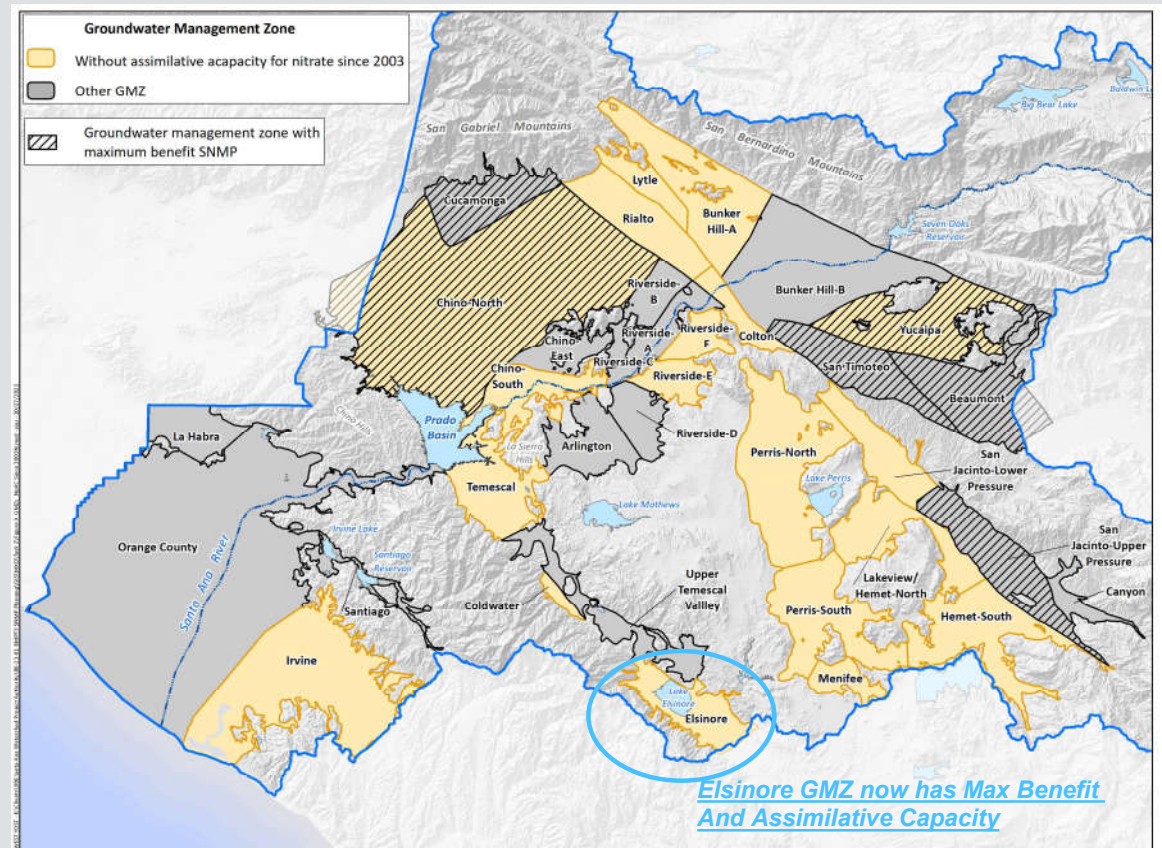 Groundwater Management Zone
Without assimilative acapacity for nitrate since 2003
Other GMZ
Groundwater management zone with
maximum benefit SNMP
San Gabriel Mountains
San Bernardino Mountains
Big Bear Lake
Baldwin L
Seven Oaks
Reservoir
Cucamonga
Lytle
Rialto
Bunker
Hill-A
Chino-North
Riverside-
B
Bunker Hill-B
Yucaipa
Chino-
East
Riverside-
A
Riverside-C
Riverside-
F
Colton
San Timoteo
Chino-
South
Riverside-E
Beaumont
Chino Hills
Prado
Basin
La Sierra
Hills
Arlington
Riverside-D
La Habra
Perris-North
San
Jacinto-Lower
Pressure
Temescal
Lake Perris
Lake Mathews
Orange County
Santa Ana River
Irvine Lake
Santiago
Reservoir
San
Jacinto-Upper
Pressure
Upper
Temescal
Vallley
Lakeview/
Hemet-North
Canyon
Santiago
Coldwater
Perris-South
Hemet-South
Irvine
Menifee
Lake
Elsinore
Elsinore
Elsinore GMZ now has Max Benefit
And Assimilative Capacity